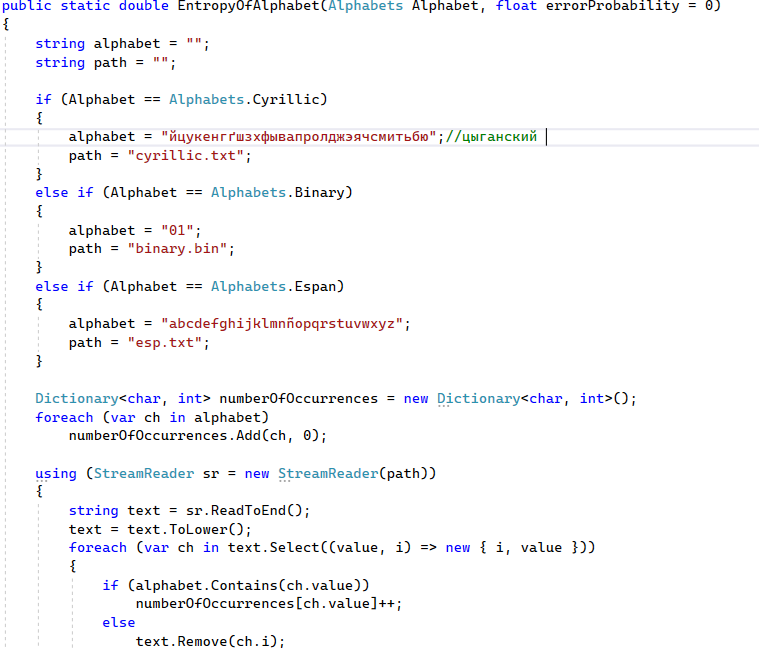 public static double EntropyOfAlphabet(Alphabets Alphabet, float errorProbability = 0)
{
string alphabet = "";
string path = "";
if (Alphabet == Alphabets.Cyrillic)
{
alphabet = "йцукенгґшзхфывапролджэячсмитьбю";//цыганский
path = "cyrillic.txt";
}
else if (Alphabet == Alphabets.Binary)
{
alphabet = "01";
path = "binary.bin";
}
else if (Alphabet == Alphabets.Espan)
{
alphabet = "abcdefghijklmnñopqrstuvwxyz";
path = "esp.txt";
}
Dictionary<char, int> numberOfOccurrences = new Dictionary<char, int>();
foreach (var ch in alphabet)
numberOfOccurrences.Add(ch, 0);
using (StreamReader sr = new StreamReader(path))
{
string text = sr.ReadToEnd();
text = text.ToLower();
foreach (var ch in text.Select((value, i) => new { i, value }))
{
if (alphabet.Contains(ch.value))
numberOfOccurrences[ch.value]++;
else
text.Remove(ch.i);